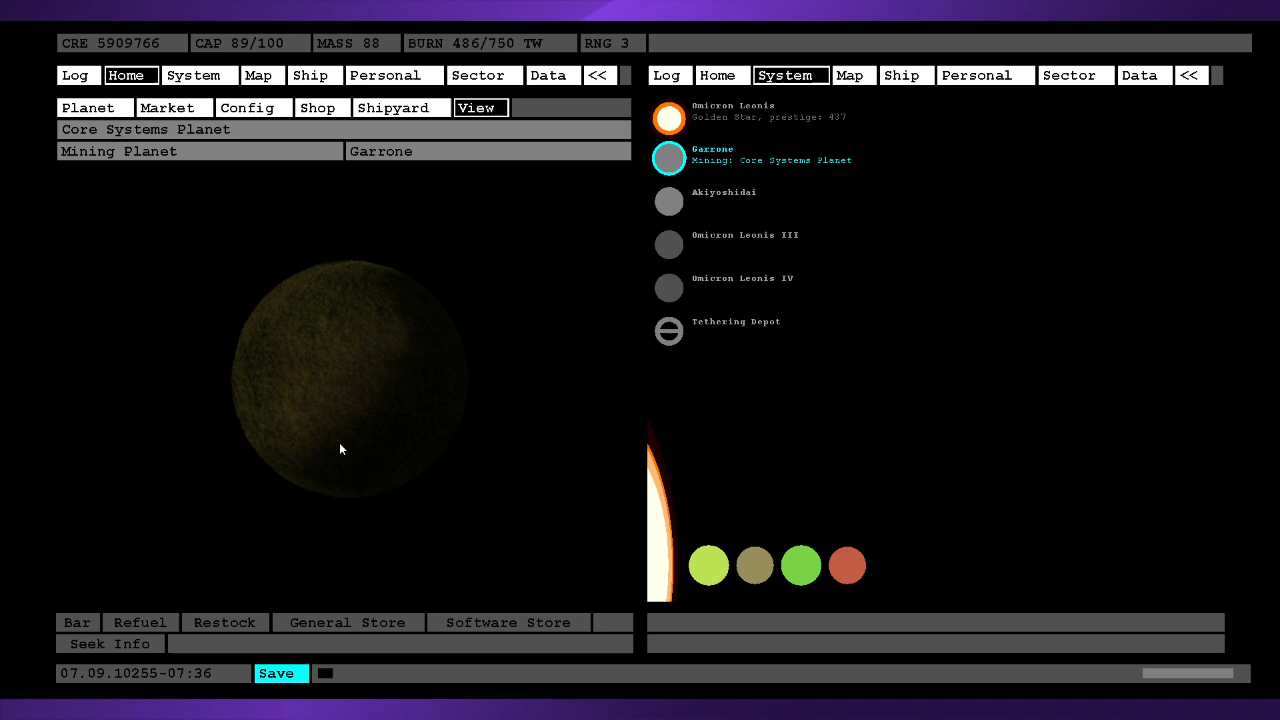 CRE 5909766 CAP 89/100 MASS 88 BURN 486/750 TW RNG 3
Log Home System Map Ship Personal Sector Data <<
Planet Market Config Shop Shipyard View
Core Systems Planet
Mining Planet Garrone
Bar Refuel Restock General Store Software Store
Seek Info
07.09.10255-07:36 Save
Log Home System Map Ship Personal Sector Data <<
Omicron Leonis
Golden Star, prestige: 437
Garrone
Mining: Core Systems Planet
Akiyoshidai
Omicron Leonis III
Omicron Leonis IV
Tethering Depot